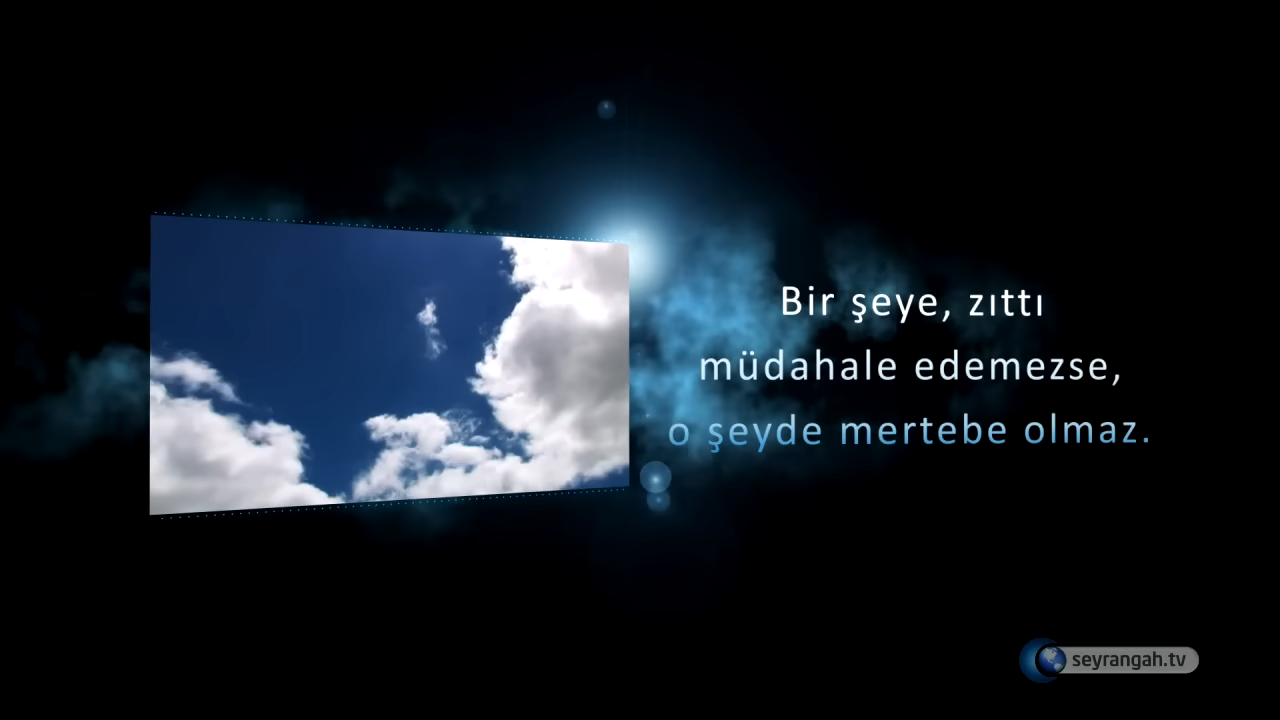 Bir şeye, zıttı
müdahale edemezse,
o şeyde mertebe olmaz.
seyrangah.tv